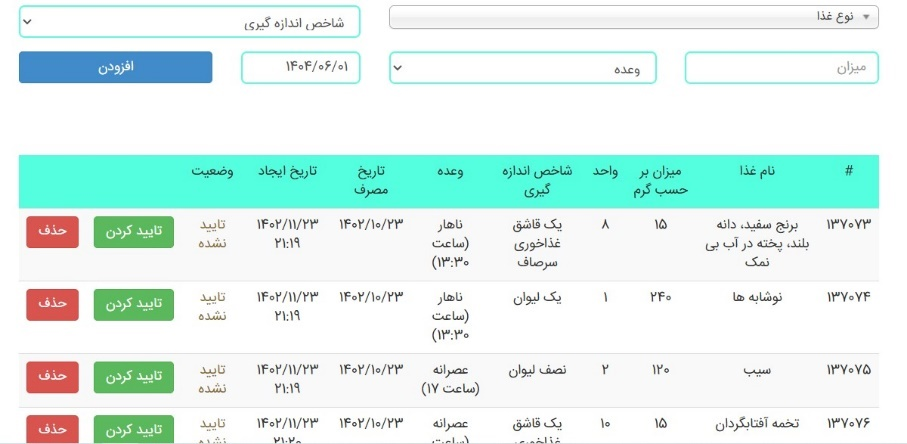 نوع غذا
شاخص اندازه گیری
میزان
وعده
۱۴۰۴/۰۶/۰۱
افزودن
# نام غذا میزان بر حسب گرم واحد شاخص اندازه گیری وعده تاریخ مصرف تاریخ ایجاد وضعیت
۱۳۷۰۷۳ برنج سفید، دانه ۱۵ ۸ یک قاشق ناهار ۱۴۰۲/۱۰/۲۳ ۱۴۰۲/۱۱/۲۳ تایید تایید کردن حذف
بلند، پخته در آب بی غذاخوری (ساعت ۲۱:۱۹ نشده
نمک سرصاف ۱۳:۳۰)
۱۳۷۰۷۴ نوشابه ها ۲۴۰ ۱ یک لیوان ناهار ۱۴۰۲/۱۰/۲۳ ۱۴۰۲/۱۱/۲۳ تایید تایید کردن حذف
(ساعت ۲۱:۱۹ نشده
۱۳:۳۰)
۱۳۷۰۷۵ سیب ۱۲۰ ۲ نصف لیوان عصرانه ۱۴۰۲/۱۰/۲۳ ۱۴۰۲/۱۱/۲۳ تایید تایید کردن حذف
(ساعت ۱۷) ۲۱:۱۹ نشده
۱۳۷۰۷۶ تخمه آفتابگردان ۱۵ ۱۰ یک قاشق عصرانه ۱۴۰۲/۱۰/۲۳ ۱۴۰۲/۱۱/۲۳ تایید تایید کردن حذف
غذاخوری (ساعت ۲۱:۲۰ نشده